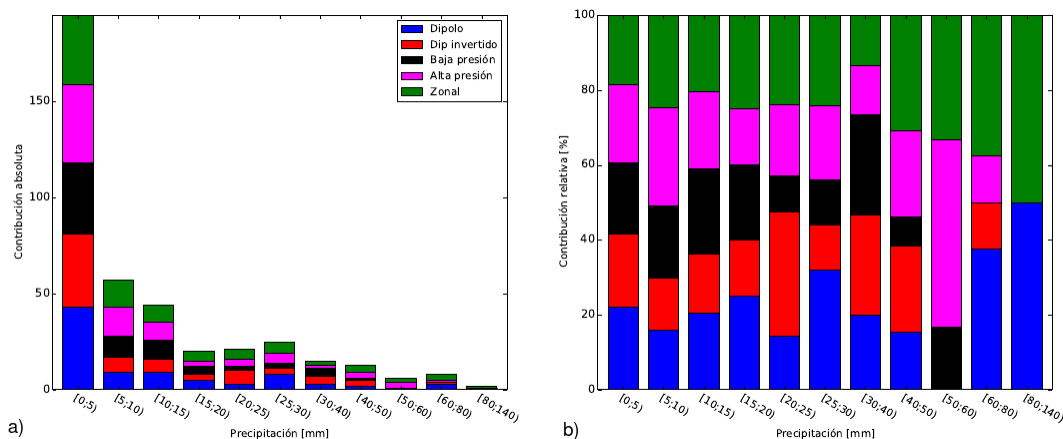 Contribución absoluta
150
100
50
0
Dipolo
Dip invertido
Baja presión
Alta presión
Zonal
[0;5)
[5;10)
[10;15)
[15;20)
[20;25)
[25;30)
[30;40)
[40;50)
[50;60)
[60;80)
[80;140)
Precipitación [mm]
a)
Contribución relativa [%]
100
80
60
40
20
0
[0;5)
[5;10)
[10;15)
[15;20)
[20;25)
[25;30)
[30;40)
[40;50)
[50;60)
[60;80)
[80;140)
Precipitación [mm]
b)